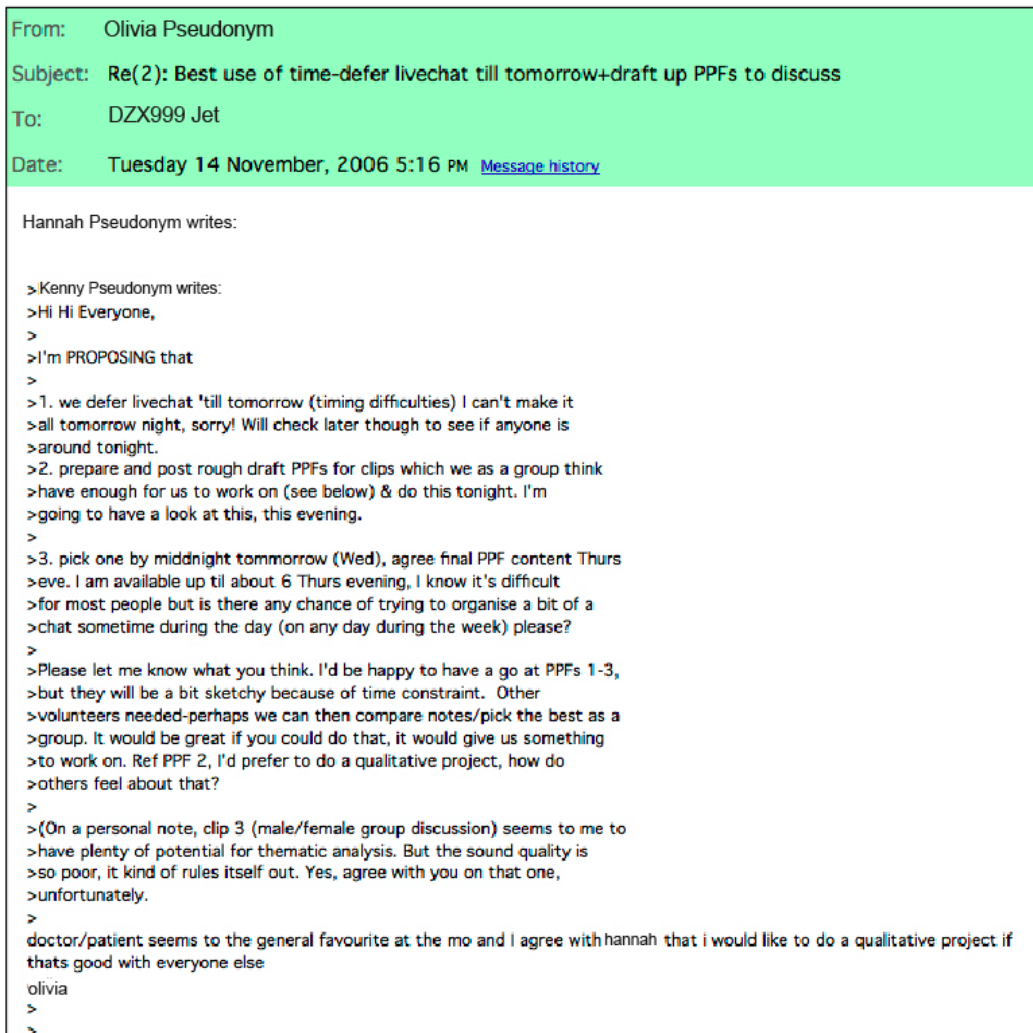 From: Olivia Pseudonym
Subject: Re(2): Best use of time-defer livechat till tomorrow+draft up PPFs to discuss
To: DZX999 Jet
Date: Tuesday 14 November, 2006 5:16 PM Message history
Hannah Pseudonym writes:
>Kenny Pseudonym writes:
>Hi Hi Everyone,
>
>I'm PROPOSING that
>
>1. we defer livechat 'till tomorrow (timing difficulties) I can't make it
>all tomorrow night, sorry! Will check later though to see if anyone is
>around tonight.
>2. prepare and post rough draft PPFs for clips which we as a group think
>have enough for us to work on (see below) & do this tonight. I'm
>going to have a look at this, this evening.
>
>3. pick one by middnight tommorrow (Wed), agree final PPF content Thurs
>eve. I am available up til about 6 Thurs evening, I know it's difficult
>for most people but is there any chance of trying to organise a bit of a
>chat sometime during the day (on any day during the week) please?
>
>Please let me know what you think. I'd be happy to have a go at PPFs 1-3,
>but they will be a bit sketchy because of time constraint. Other
>volunteers needed-perhaps we can then compare notes/pick the best as a
>group. It would be great if you could do that, it would give us something
>to work on. Ref PPF 2, I'd prefer to do a qualitative project, how do
>others feel about that?
>
>(On a personal note, clip 3 (male/female group discussion) seems to me to
>have plenty of potential for thematic analysis. But the sound quality is
>so poor, it kind of rules itself out. Yes, agree with you on that one,
>unfortunately.
>
doctor/patient seems to the general favourite at the mo and I agree with hannah that i would like to do a qualitative project if
thats good with everyone else
olivia
>
>